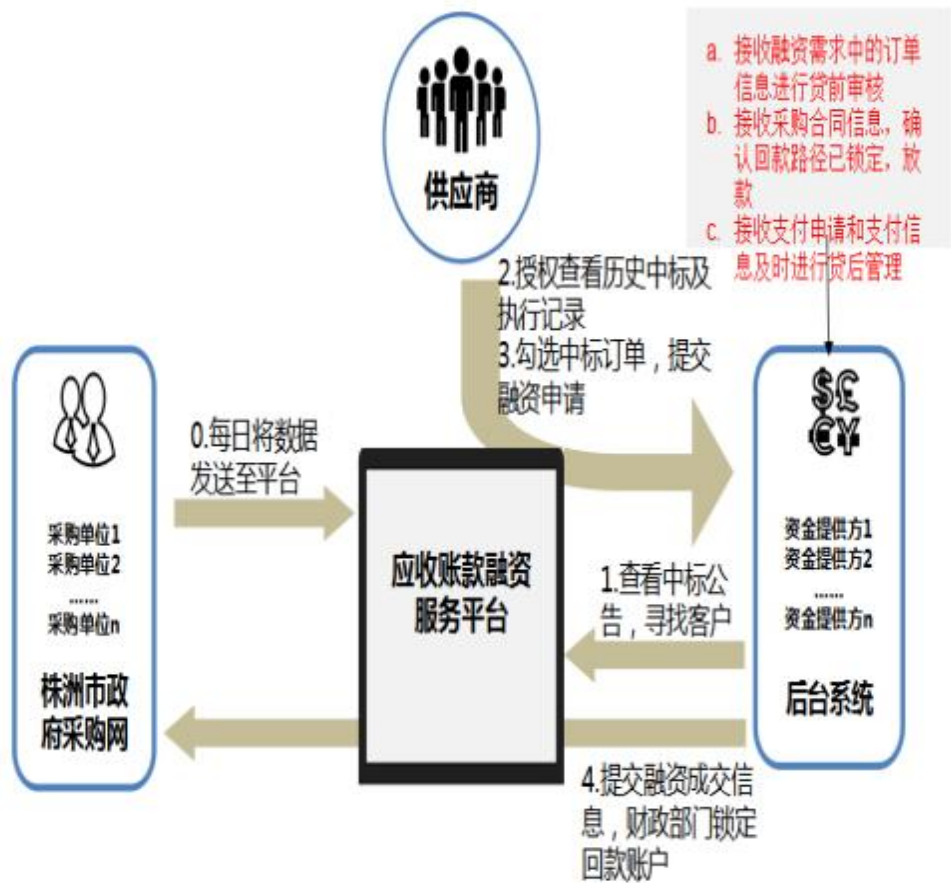 供应商
a. 接收融资需求中的订单
信息进行贷前审核
b. 接收采购合同信息，确
认回款路径已锁定，放
款
c. 接收支付申请和支付信
息及时进行贷后管理
2.授权查看历史中标及
执行记录
3.勾选中标订单，提交
融资申请
0.每日将数据
发送至平台
采购单位1
采购单位2
……
采购单位n
株洲市政
府采购网
应收账款融资
服务平台
1.查看中标公
告，寻找客户
$£
€¥
资金提供方1
资金提供方2
……
资金提供方n
后台系统
4.提交融资成交信
息，财政部门锁定
回款账户